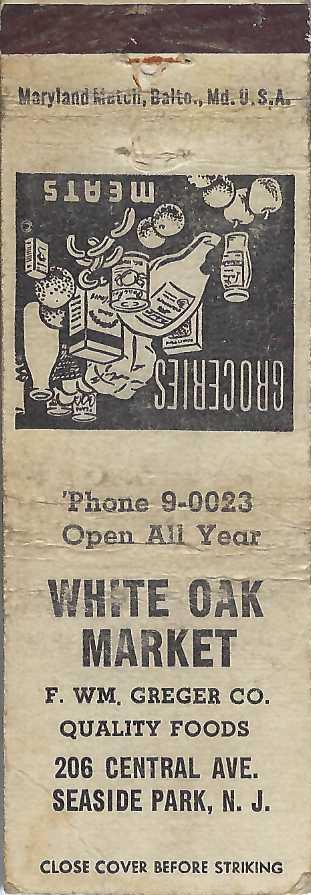 Maryland Match, Balto., Md. U.S.A.
MEATS
GROCERIES
'Phone 9-0023
Open All Year
WHITE OAK
MARKET
F. WM. GREGER CO.
QUALITY FOODS
206 CENTRAL AVE.
SEASIDE PARK, N. J.
CLOSE COVER BEFORE STRIKING